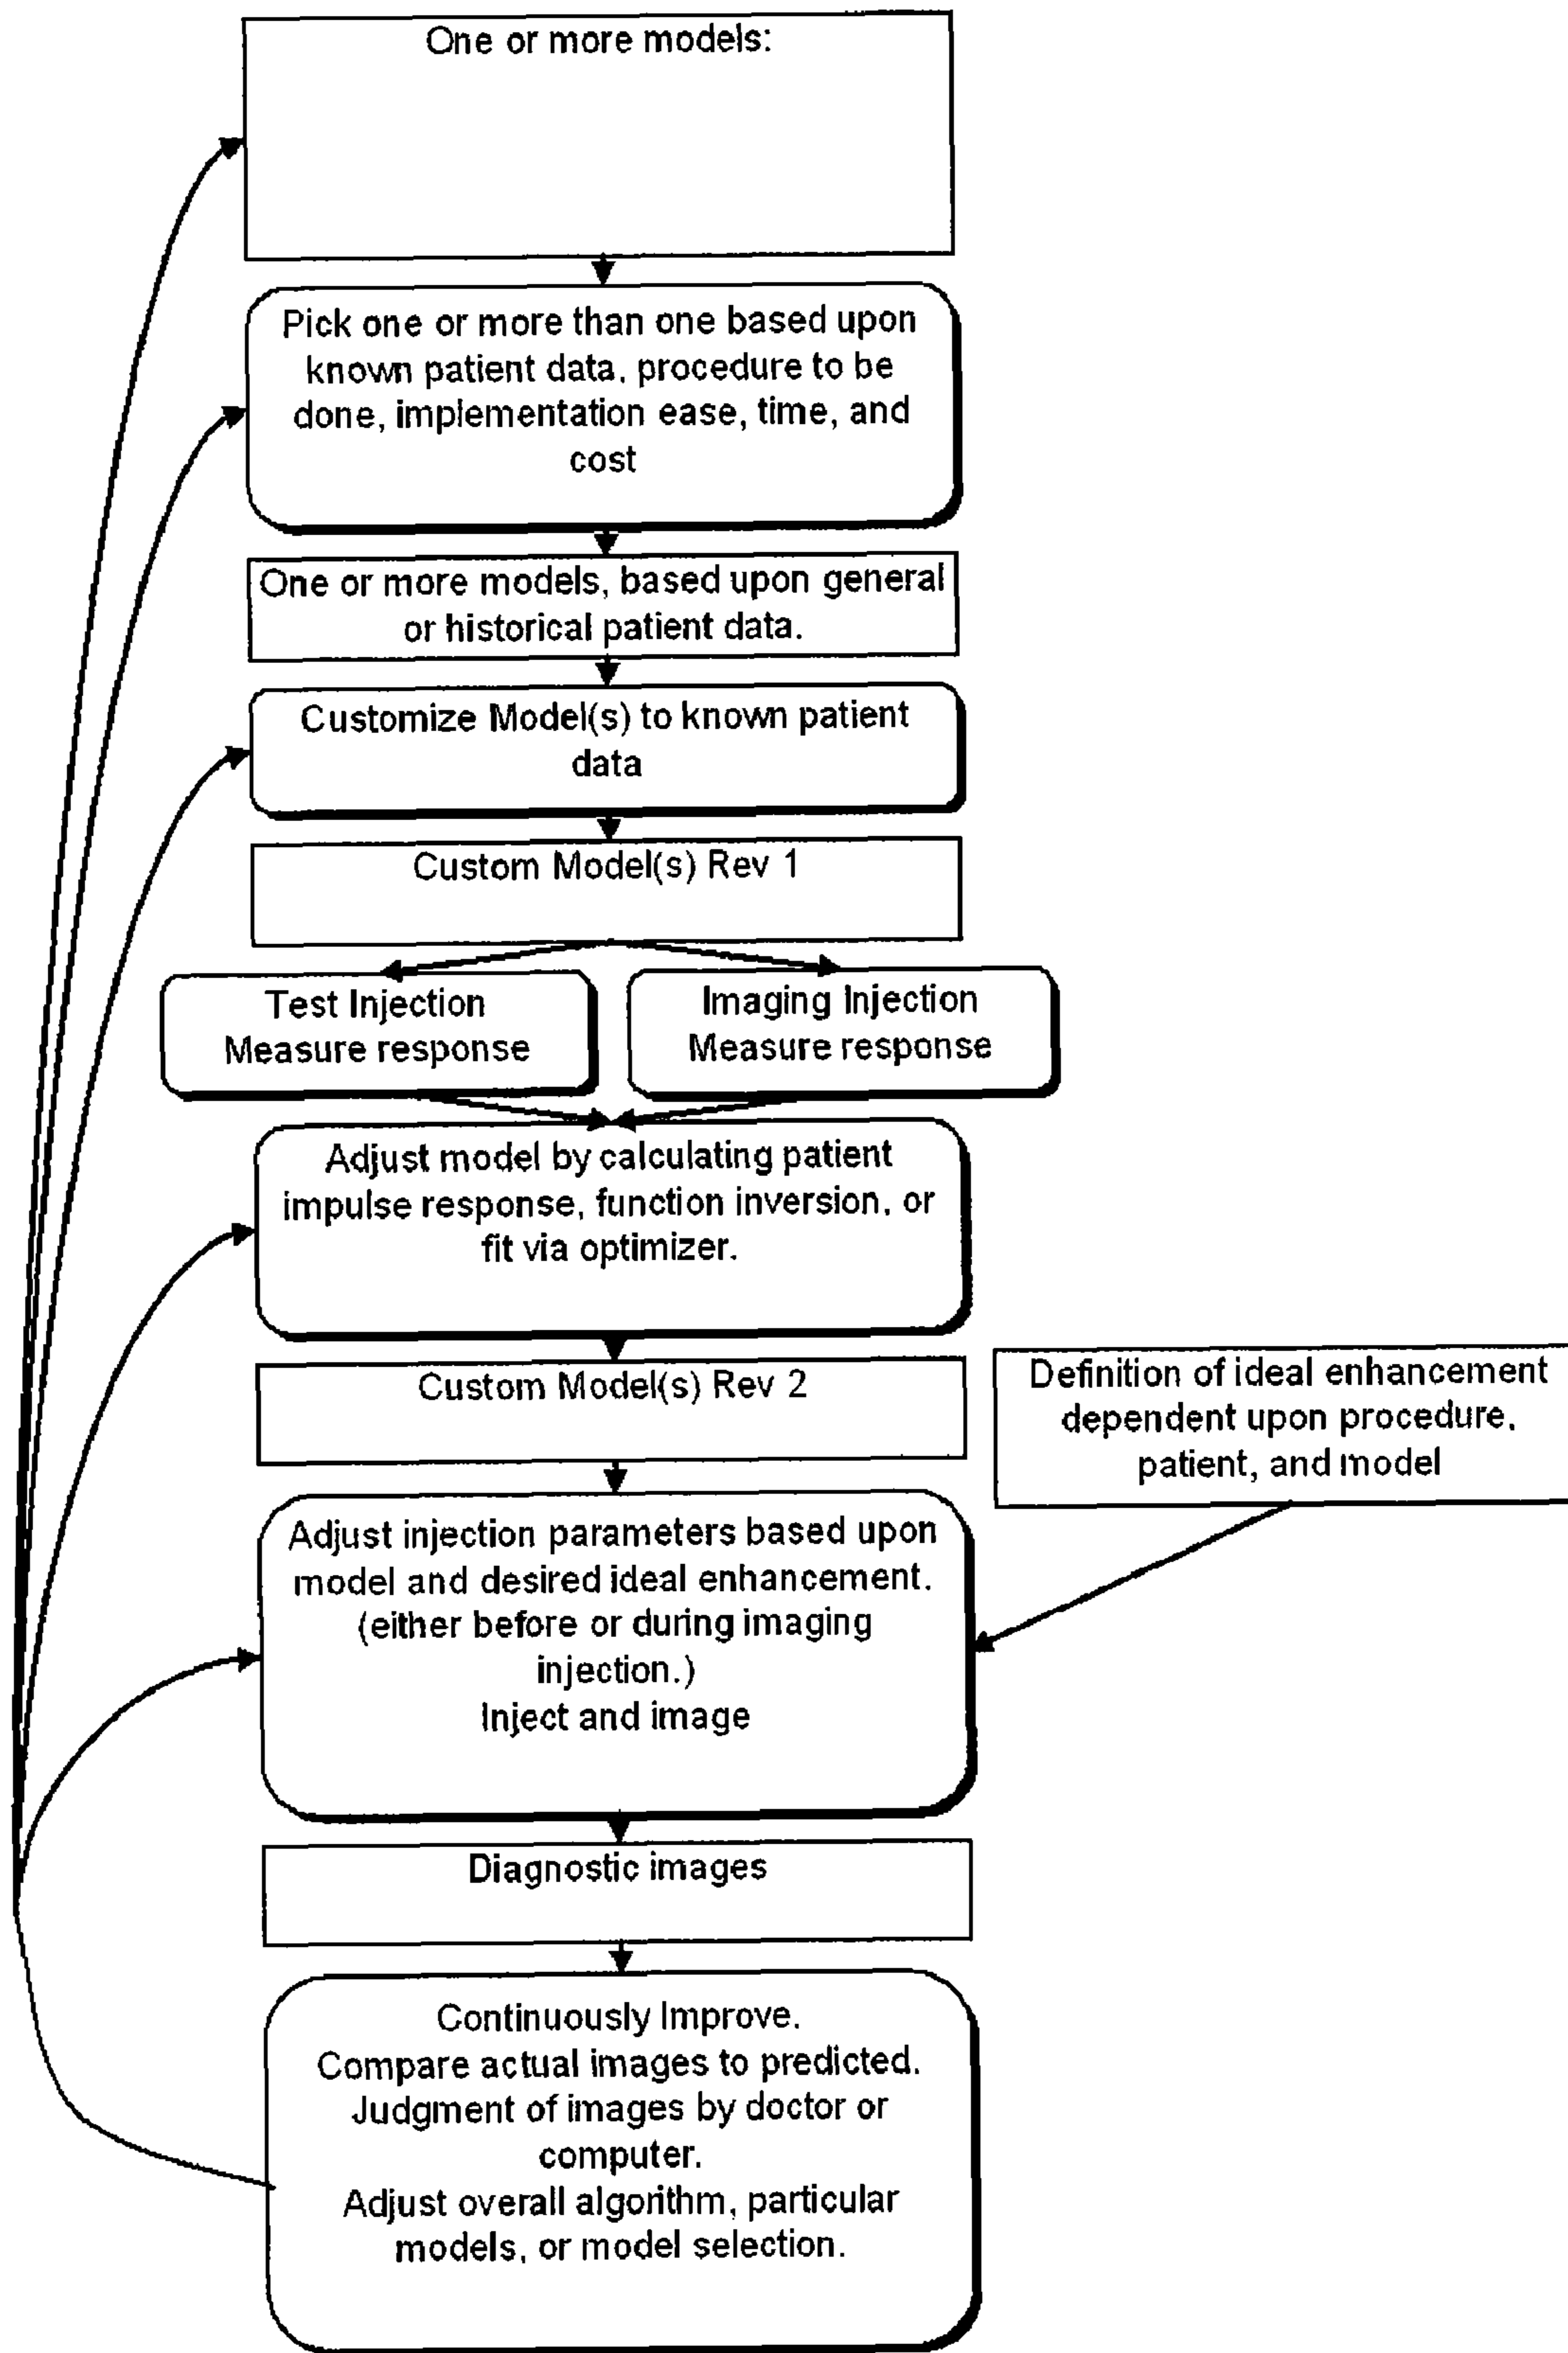 One or more models:
Pick one or more than one based upon
known patient data, procedure to be
done, implementation ease, time, and
cost
One or more models, based upon general
or historical patient data.
Customize Model(s) to known patient
data
Custom Model(s) Rev 1
Test Injection
Measure response
Imaging Injection
Measure response
Adjust model by calculating patient
impulse response, function inversion, or
fit via optimizer.
Custom Model(s) Rev 2
Definition of ideal enhancement
dependent upon procedure,
patient, and model
Adjust injection parameters based upon
model and desired ideal enhancement.
(either before or during imaging
injection.)
Inject and image
Diagnostic images
Continuously Improve.
Compare actual images to predicted.
Judgment of images by doctor or
computer.
Adjust overall algorithm, particular
models, or model selection.